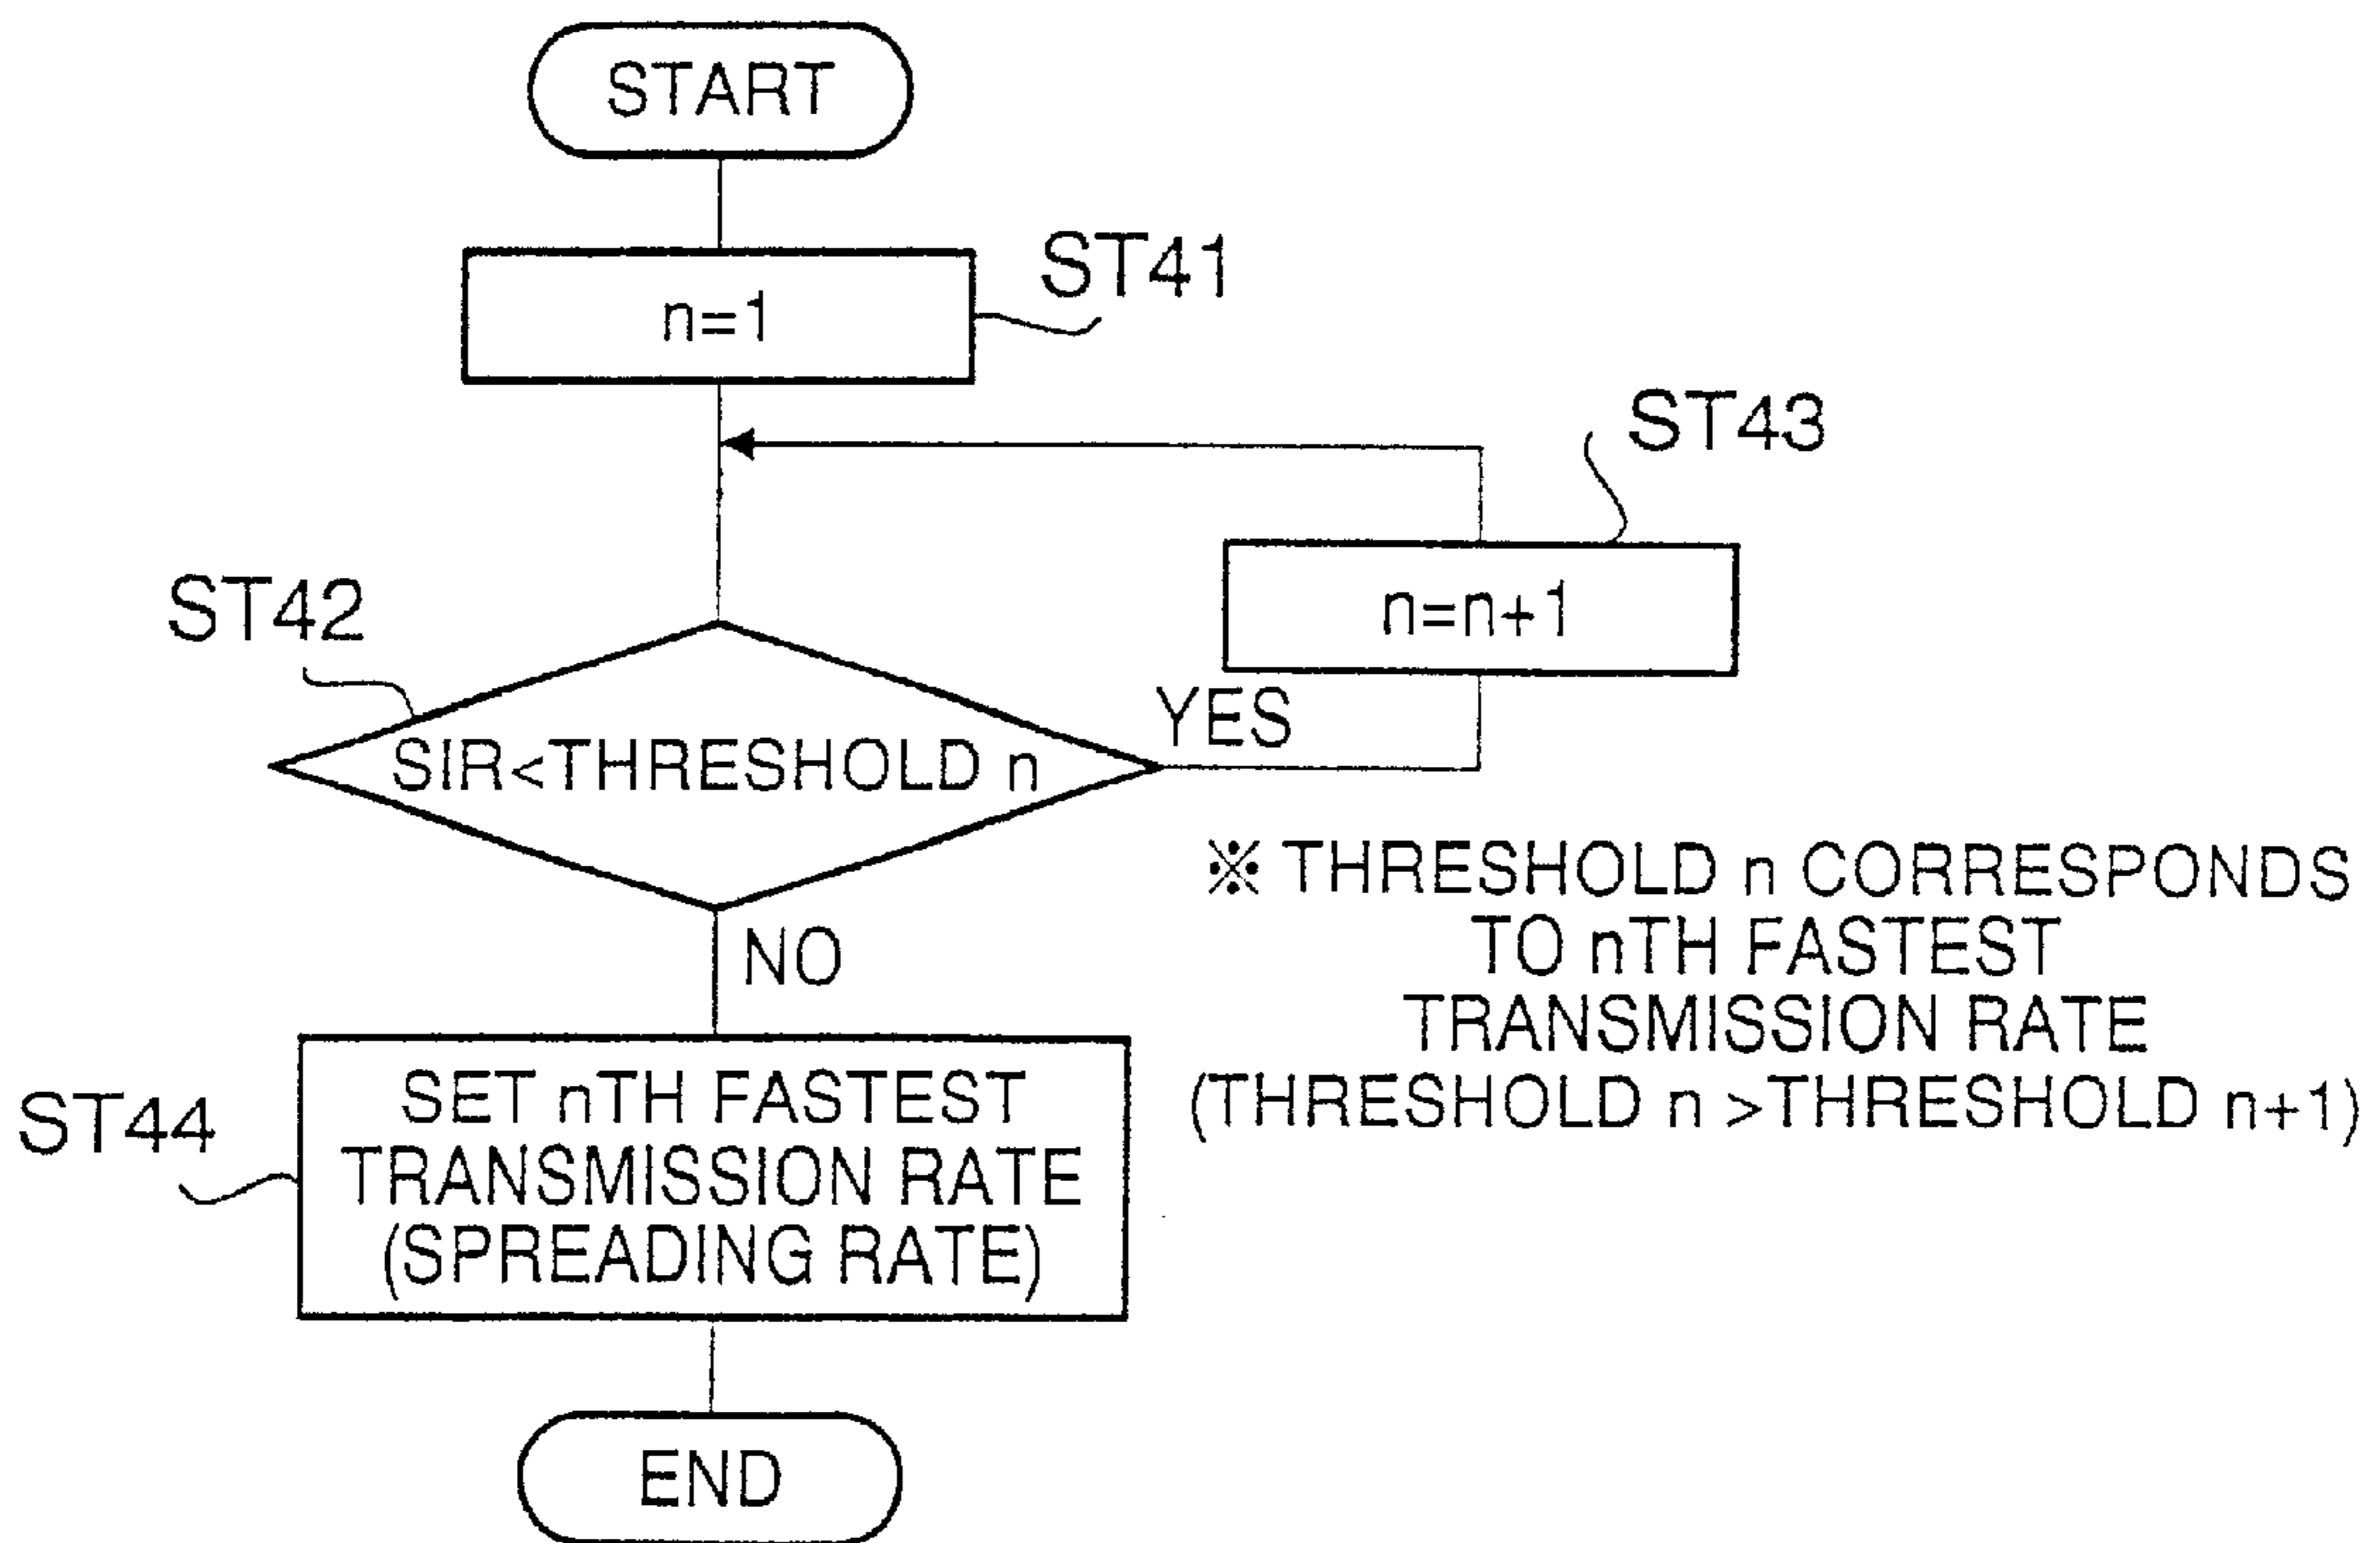 START
ST41
n=1
ST43
n=n+1
ST42
YES
SIR<THRESHOLD n
NO
※ THRESHOLD n CORRESPONDS
TO nTH FASTEST
TRANSMISSION RATE
(THRESHOLD n >THRESHOLD n+1)
ST44
SET nTH FASTEST
TRANSMISSION RATE
(SPREADING RATE)
END